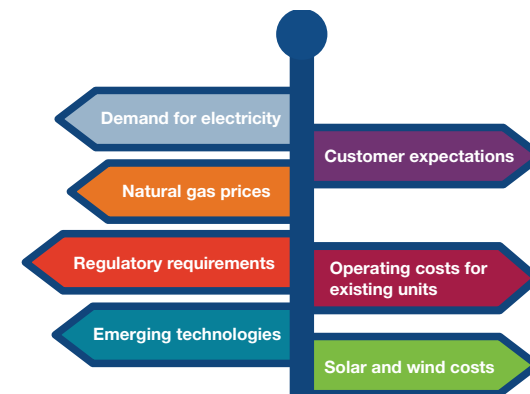 Demand for electricity
Customer expectations
Natural gas prices
Regulatory requirements
Operating costs for
existing units
Emerging technologies
Solar and wind costs